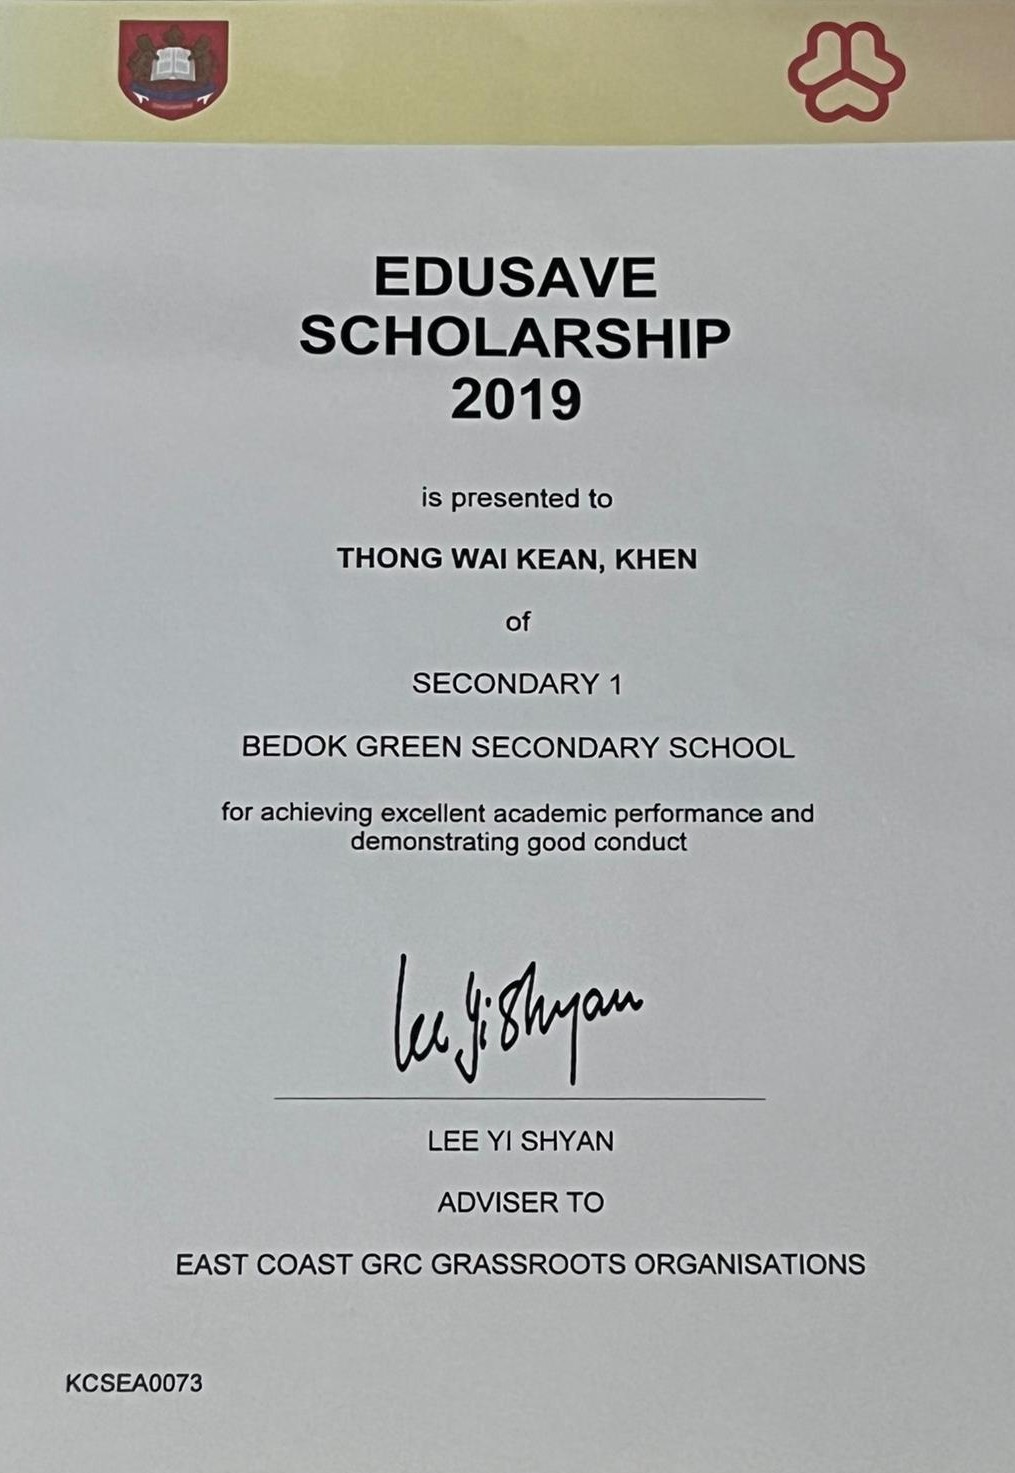 EDUSAVE
SCHOLARSHIP
2019
is presented to
THONG WAI KEAN, KHEN
of
SECONDARY 1
BEDOK GREEN SECONDARY SCHOOL
for achieving excellent academic performance and
demonstrating good conduct
Lee Yi Shyan
LEE YI SHYAN
ADVISER TO
EAST COAST GRC GRASSROOTS ORGANISATIONS
KCSEA0073